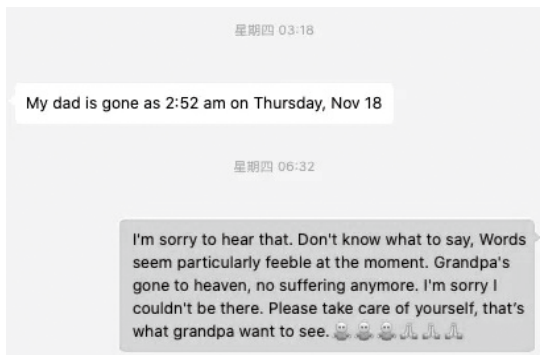 星期四 03:18
My dad is gone as 2:52 am on Thursday, Nov 18
星期四 06:32
I'm sorry to hear that. Don't know what to say, Words
seem particularly feeble at the moment. Grandpa's
gone to heaven, no suffering anymore. I'm sorry I
couldn't be there. Please take care of yourself, that's
what grandpa want to see.